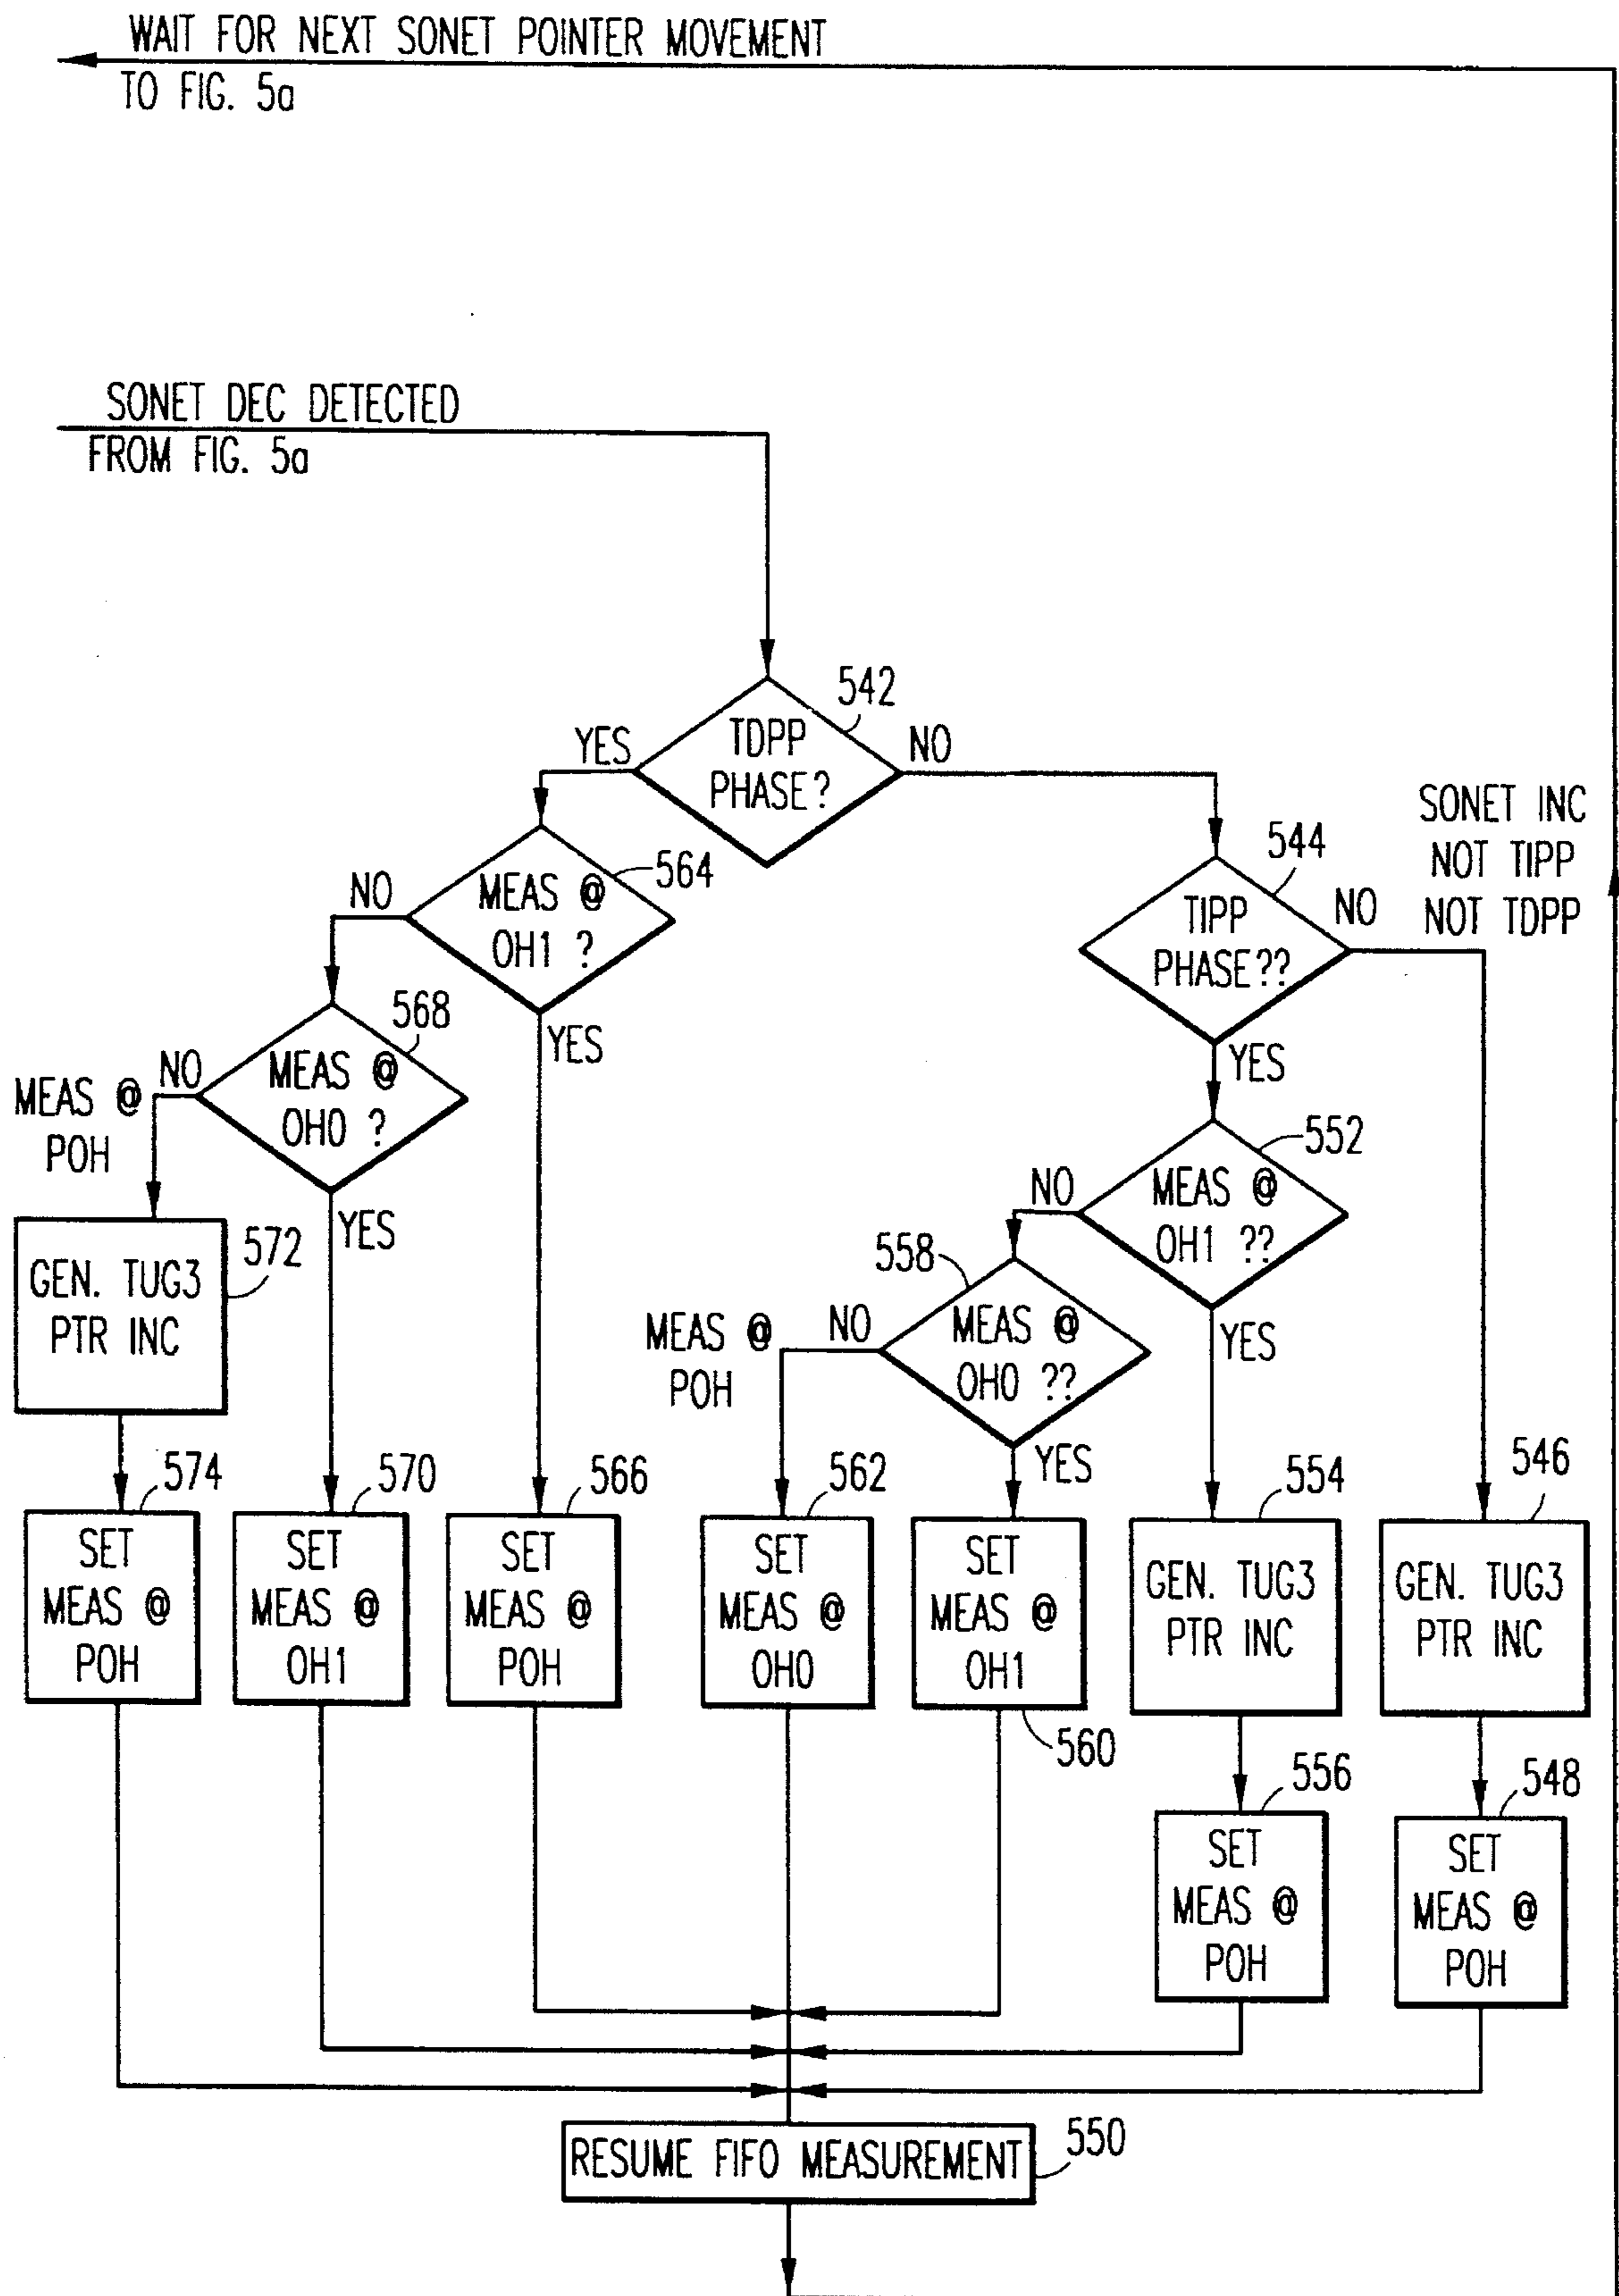 WAIT FOR NEXT SONET POINTER MOVEMENT
TO FIG. 5a
SONET DEC DETECTED
FROM FIG. 5a
542
TDPP
PHASE?
YES
NO
564
MEAS @
OH1 ?
NO
YES
544
TIPP
PHASE??
NO
YES
SONET INC
NOT TIPP
NOT TDPP
568
MEAS @
OH0 ?
NO
YES
MEAS @
POH
552
MEAS @
OH1 ??
NO
YES
558
MEAS @
OH0 ??
NO
YES
MEAS @
POH
572
GEN. TUG3
PTR INC
574
SET
MEAS @
POH
570
SET
MEAS @
OH1
566
SET
MEAS @
POH
562
SET
MEAS @
OH0
SET
MEAS @
OH1
560
554
GEN. TUG3
PTR INC
546
GEN. TUG3
PTR INC
556
SET
MEAS @
POH
548
SET
MEAS @
POH
RESUME FIFO MEASUREMENT
550